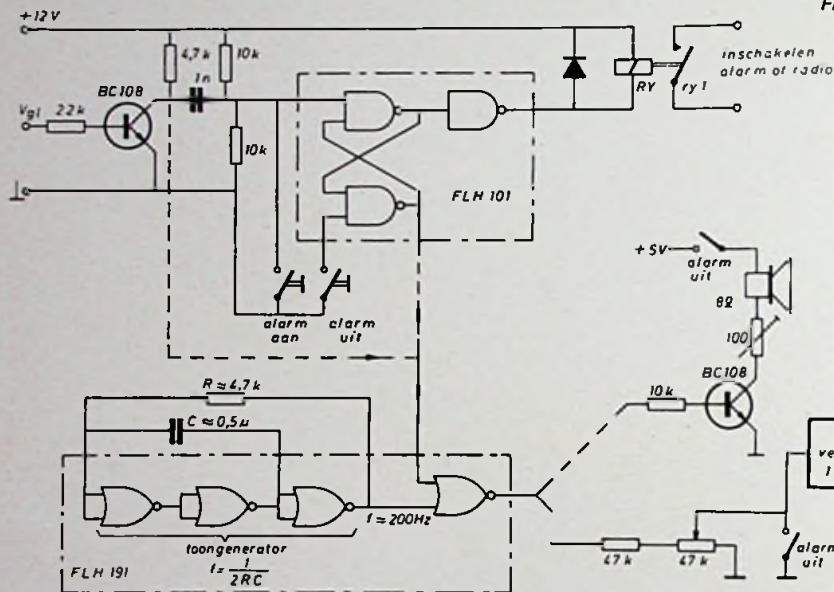 +12V
4,7k
10k
1n
BC108
Vgl
22k
10k
FLH 101
RY
ry 1
inschakelen
alarm of radio
alarm
aan
alarm
uit
+5V
alarm
uit
8Ω
100
BC108
10k
R ≈ 4,7k
C ≈ 0,5µ
f ≈ 200Hz
toongenerator
f = 1/2RC
FLH 191
47k
47k
alarm
uit